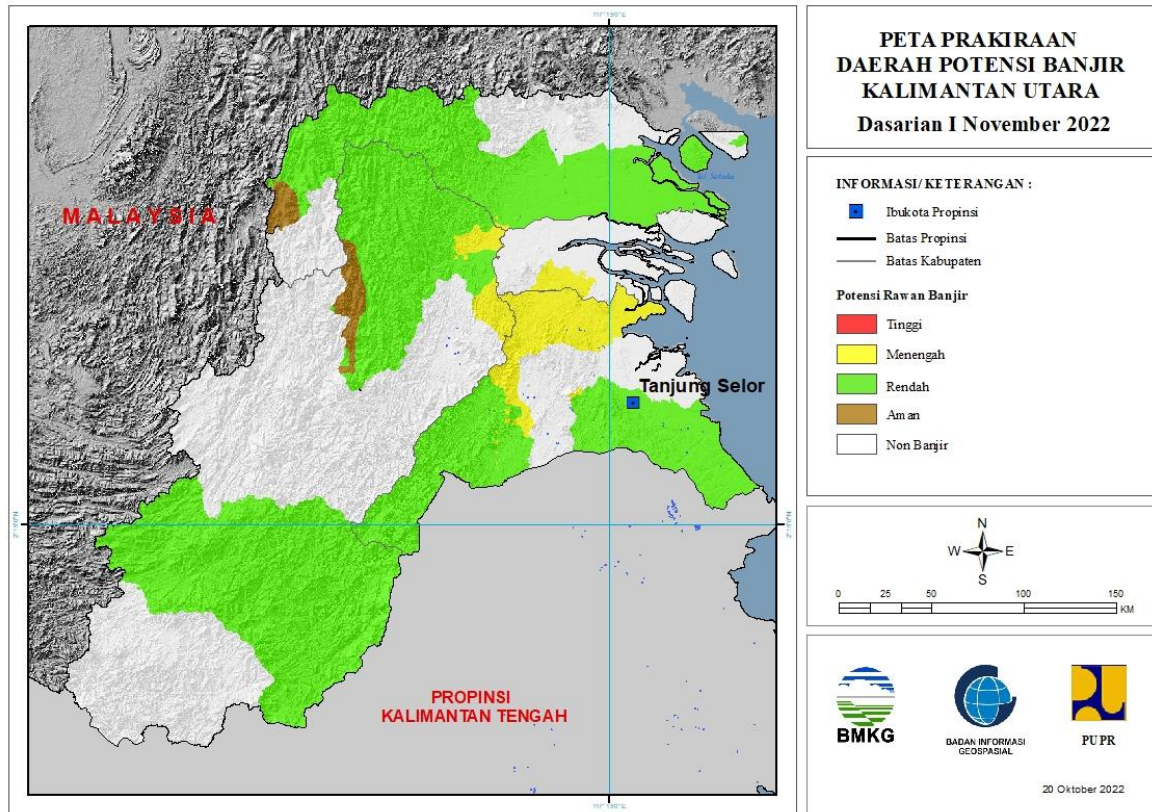 PETA PRAKIRAAN
DAERAH POTENSI BANJIR
KALIMANTAN UTARA
Dasarian I November 2022
INFORMASI/ KETERANGAN :
Ibukota Propinsi
Batas Propinsi
Batas Kabupaten
Potensi Rawan Banjir
Tinggi
Menengah
Rendah
Aman
Non Banjir
N
W E
S
0 25 50 100 150
KM
BMKG
BADAN INFORMASI
GEOSPASIAL
PUPR
20 Oktober 2022
MALAYSIA
Tanjung Selor
PROPINSI
KALIMANTAN TENGAH